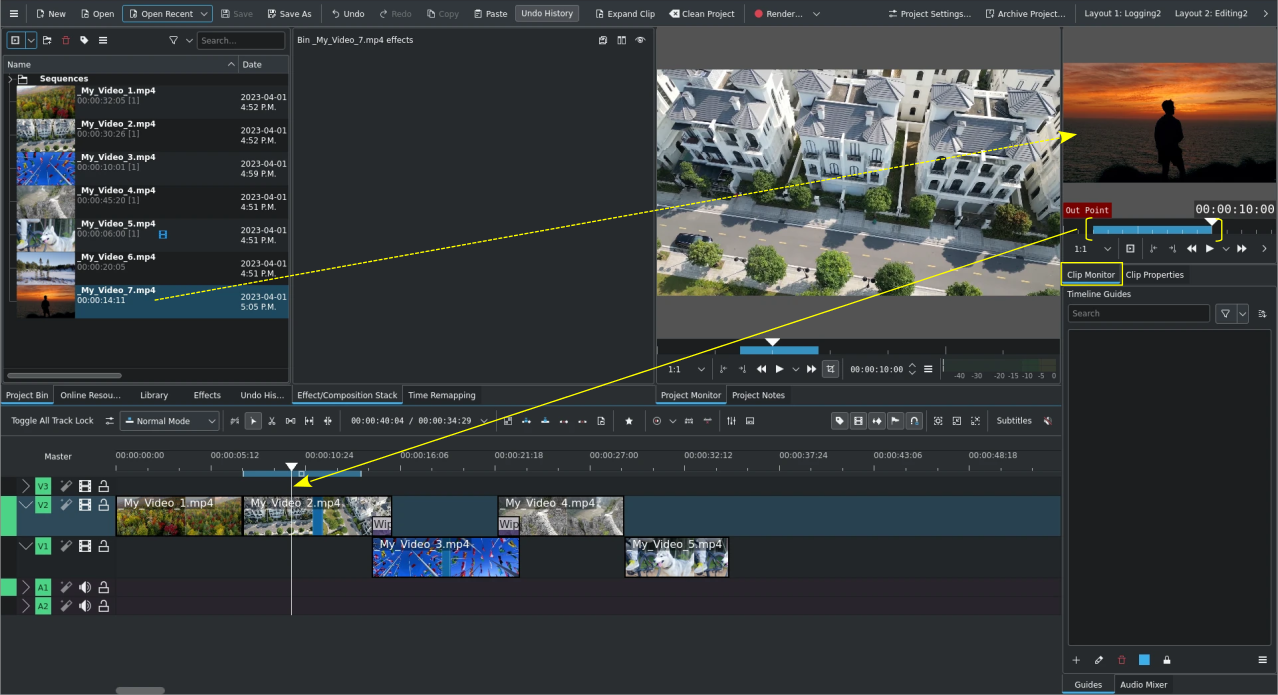 New Open Open Recent Save Save As Undo Redo Copy Paste Undo History Expand Clip Clean Project Render... Project Settings... Archive Project... Layout 1: Logging2 Layout 2: Editing2
Search...
Bin _My_Video_7.mp4 effects
Name Date
Sequences
_My_Video_1.mp4
00:00:32:05 [1]
2023-04-01
4:52 P.M.
_My_Video_2.mp4
00:00:30:26 [1]
2023-04-01
4:52 P.M.
_My_Video_3.mp4
00:00:10:01 [1]
2023-04-01
4:59 P.M.
_My_Video_4.mp4
00:00:45:20 [1]
2023-04-01
4:51 P.M.
_My_Video_5.mp4
00:00:06:00 [1]
2023-04-01
4:51 P.M.
_My_Video_6.mp4
00:00:20:05
2023-04-01
4:51 P.M.
_My_Video_7.mp4
00:00:14:11
2023-04-01
5:05 P.M.
Out Point 00:00:10:00
1:1
Clip Monitor Clip Properties
Timeline Guides
Search
1:1 00:00:10:00
-40 -30 -20 -15 -10 -5 0
Project Bin Online Resou... Library Effects Undo His... Effect/Composition Stack Time Remapping Project Monitor Project Notes
Toggle All Track Lock Normal Mode 00:00:40:04 / 00:00:34:29 Subtitles
Master 00:00:00:00 00:00:05:12 00:00:10:24 00:00:16:06 00:00:21:18 00:00:27:00 00:00:32:12 00:00:37:24 00:00:43:06 00:00:48:18
V3
V2 My_Video_1.mp4 My_Video_2.mp4 My_Video_4.mp4
Wip Wip
V1 My_Video_3.mp4 My_Video_5.mp4
A1
A2
Guides Audio Mixer